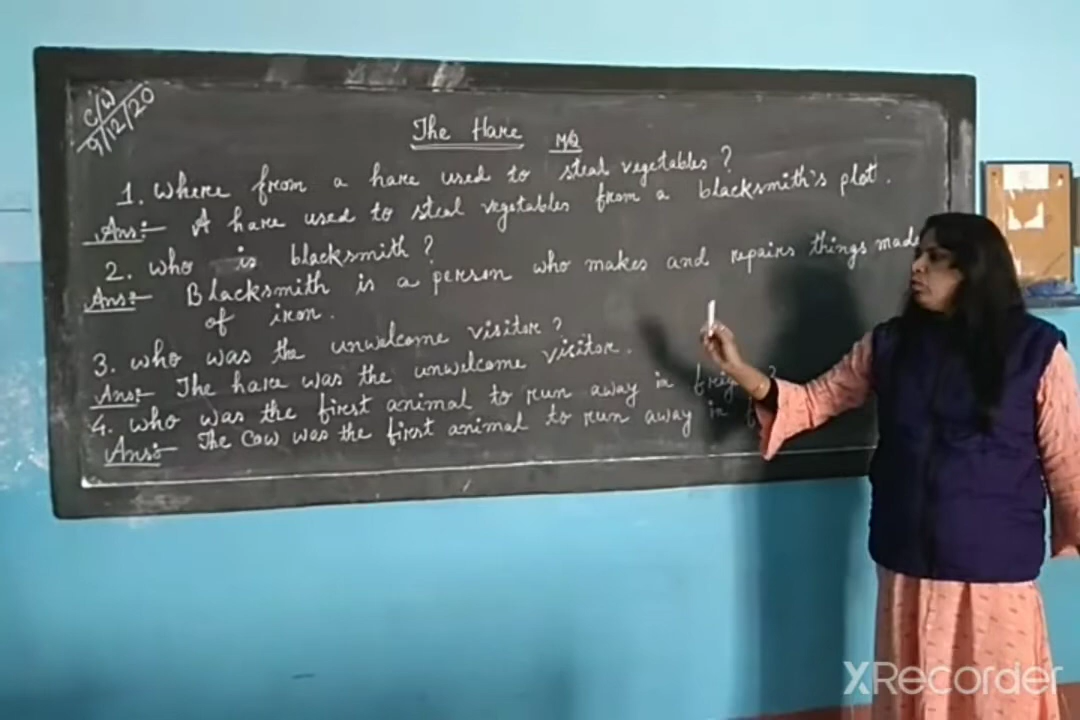 C/W
9/12/20
The Hare
M/Q
1. Where from a hare used to steal vegetables?
Ans:- A hare used to steal vegetables from a blacksmith's plot.
2. Who is blacksmith?
Ans:- Blacksmith is a person who makes and repairs things made
of iron.
3. Who was the unwelcome visitor?
Ans:- The hare was the unwelcome visitor.
4. Who was the first animal to run away in ?
Ans:- The Cow was the first animal to run away in
XRecorder